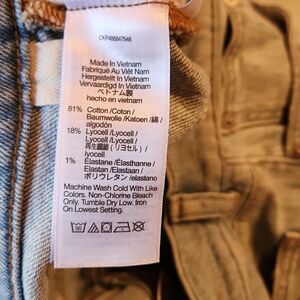 CKP486847548
Made In Vietnam
Fabriqué Au Viêt Nam
Hergestellt In Vietnam
Vervaardigd In Vietnam
ベトナム製
hecho en vietnam
81% Cotton /Coton /
Baumwolle /Katoen /綿 /
algodón
18% Lyocell /Lyocell /
Lyocell /Lyocell /
再生繊維 (リヨセル) /
lyocell
1% Elastane /Élasthanne /
Elastan /Elastaan /
ポリウレタン /elastano
Machine Wash Cold With Like
Colors. Non-Chlorine Bleach
Only. Tumble Dry Low. Iron
On Lowest Setting.